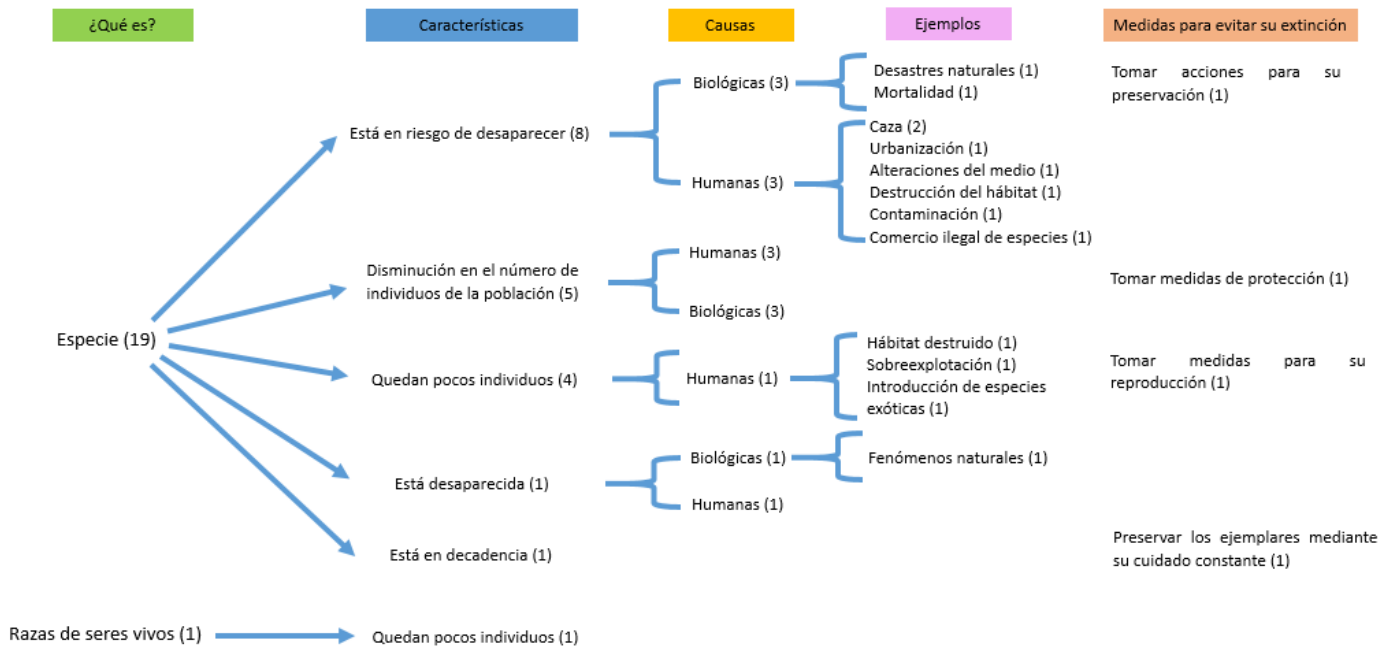 ¿Qué es?
Características
Causas
Ejemplos
Medidas para evitar su extinción
Biológicas (3)
Desastres naturales (1)
Mortalidad (1)
Tomar acciones para su
preservación (1)
Está en riesgo de desaparecer (8)
Humanas (3)
Caza (2)
Urbanización (1)
Alteraciones del medio (1)
Destrucción del hábitat (1)
Contaminación (1)
Comercio ilegal de especies (1)
Especie (19)
Disminución en el número de
individuos de la población (5)
Humanas (3)
Biológicas (3)
Tomar medidas de protección (1)
Quedan pocos individuos (4)
Humanas (1)
Hábitat destruido (1)
Sobreexplotación (1)
Introducción de especies
exóticas (1)
Tomar medidas para su
reproducción (1)
Está desaparecida (1)
Biológicas (1)
Fenómenos naturales (1)
Humanas (1)
Está en decadencia (1)
Preservar los ejemplares mediante
su cuidado constante (1)
Razas de seres vivos (1)
Quedan pocos individuos (1)